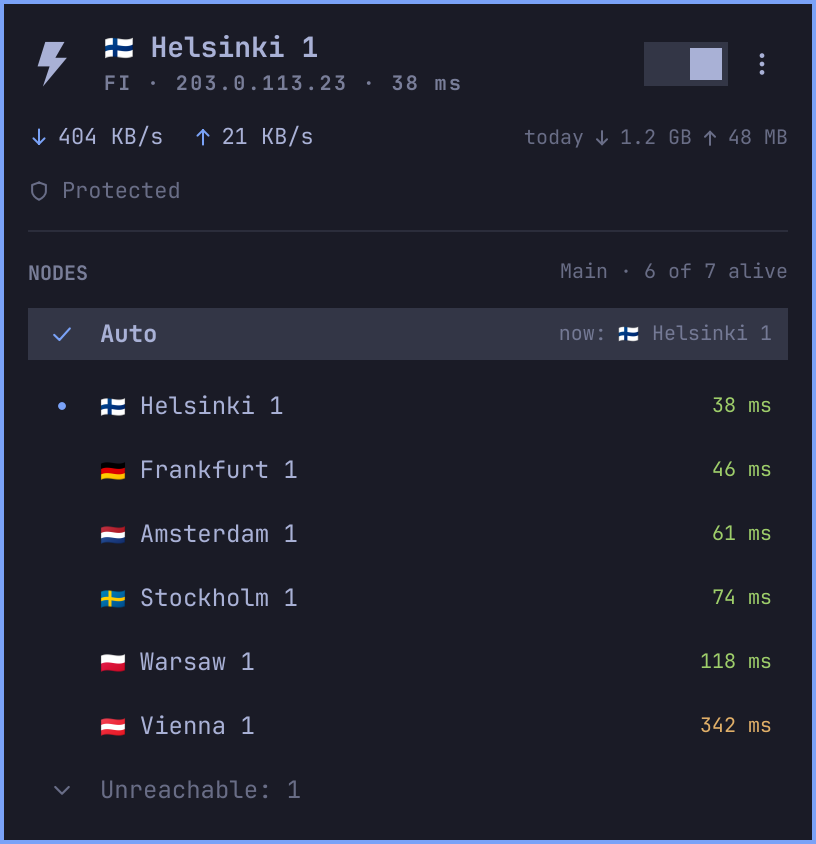 🇫🇮 Helsinki 1
FI · 203.0.113.23 · 38 ms
↓ 404 KB/s ↑ 21 KB/s today ↓ 1.2 GB ↑ 48 MB
Protected
NODES Main · 6 of 7 alive
Auto now: 🇫🇮 Helsinki 1
🇫🇮 Helsinki 1 38 ms
🇩🇪 Frankfurt 1 46 ms
🇳🇱 Amsterdam 1 61 ms
🇸🇪 Stockholm 1 74 ms
🇵🇱 Warsaw 1 118 ms
🇦🇹 Vienna 1 342 ms
Unreachable: 1